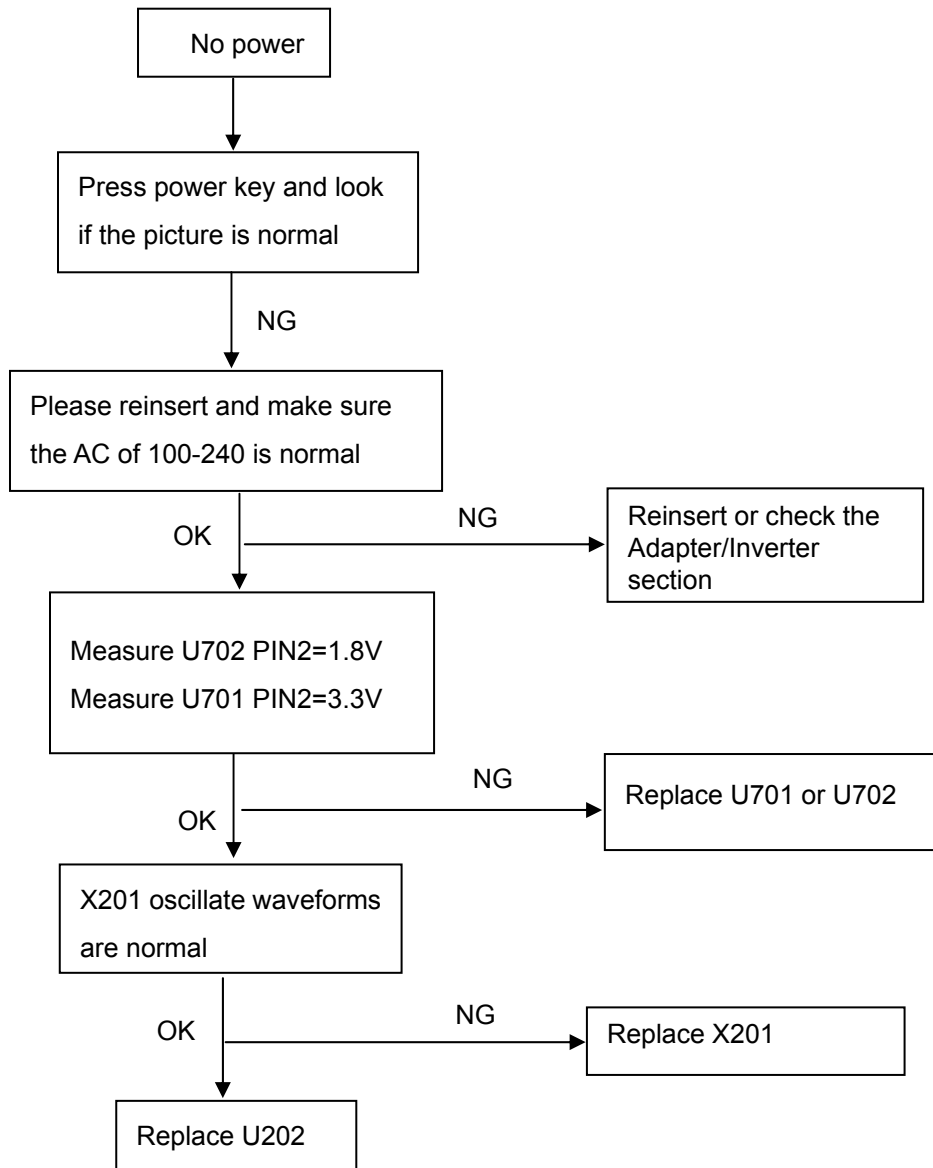 No power
Press power key and look
if the picture is normal
NG
Please reinsert and make sure
the AC of 100-240 is normal
OK
NG
Reinsert or check the
Adapter/Inverter
section
Measure U702 PIN2=1.8V
Measure U701 PIN2=3.3V
OK
NG
Replace U701 or U702
X201 oscillate waveforms
are normal
OK
NG
Replace X201
Replace U202